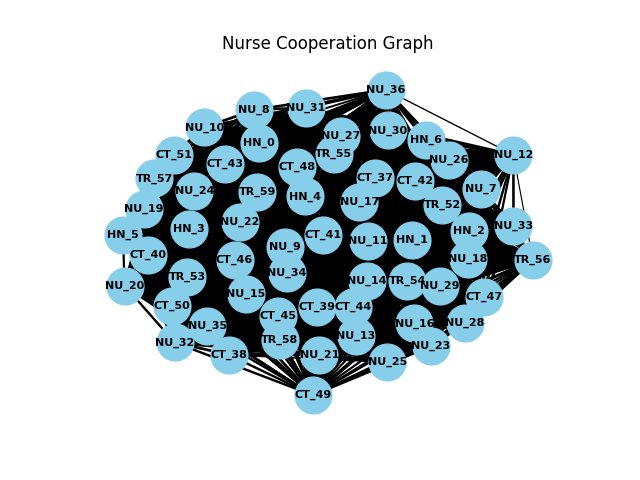 Nurse Cooperation Graph
NU_36
NU_8
NU_31
NU_10
NU_27
NU_30
HN_6
HN_0
CT_51
TR_55
NU_12
NU_26
CT_43
CT_48
TR_57
CT_37
CT_42
NU_7
NU_24
TR_59
HN_4
NU_17
TR_52
NU_19
NU_22
HN_3
HN_5
CT_41
NU_11
HN_1
HN_2
NU_33
NU_9
CT_40
CT_46
NU_18
TR_56
NU_34
TR_53
NU_20
NU_14
TR_54
NU_29
NU_15
CT_47
CT_50
CT_39
CT_44
CT_45
NU_35
NU_16
NU_28
NU_13
TR_58
NU_32
NU_23
CT_38
NU_21
NU_25
CT_49